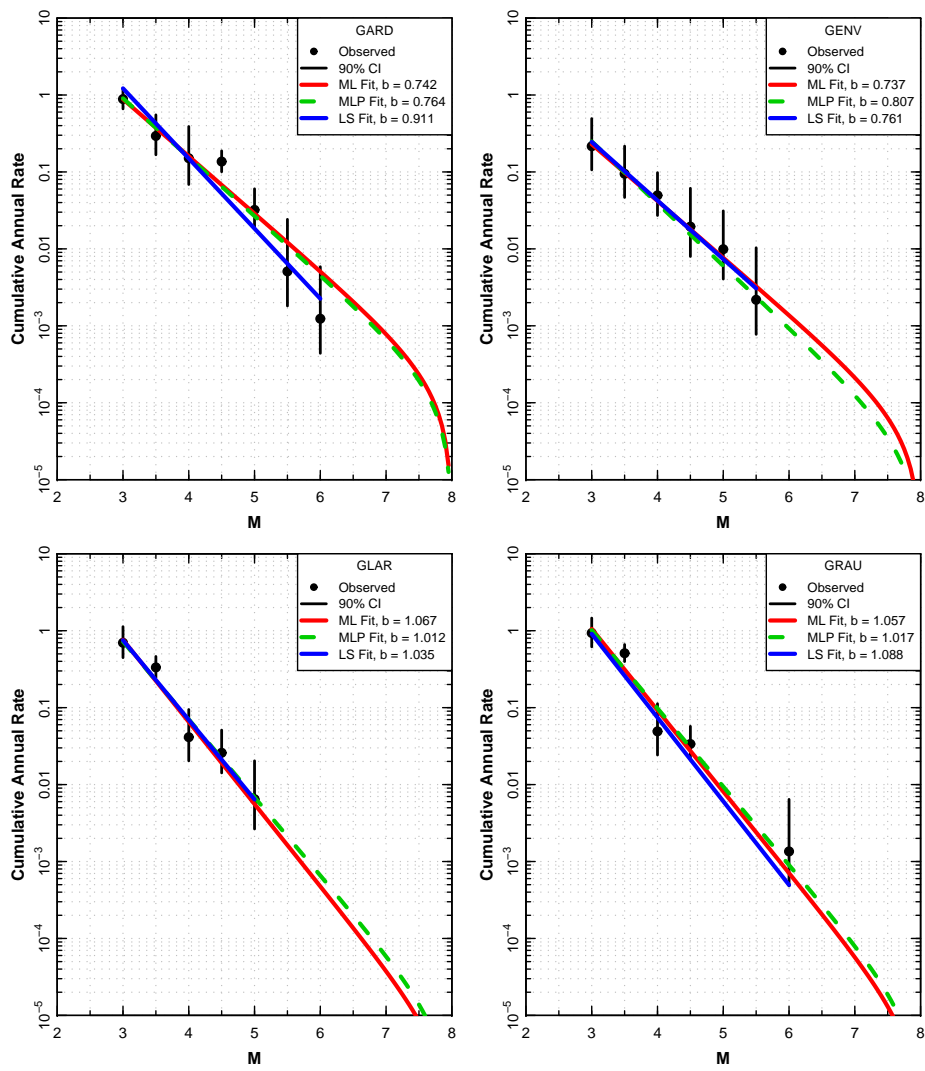 GARD
Observed
90% CI
ML Fit, b = 0.742
MLP Fit, b = 0.764
LS Fit, b = 0.911
Cumulative Annual Rate
10
1
0.1
0.01
10−3
10−4
10−5
2 3 4 5 6 7 8
M
GENV
Observed
90% CI
ML Fit, b = 0.737
MLP Fit, b = 0.807
LS Fit, b = 0.761
Cumulative Annual Rate
10
1
0.1
0.01
10−3
10−4
10−5
2 3 4 5 6 7 8
M
GLAR
Observed
90% CI
ML Fit, b = 1.067
MLP Fit, b = 1.012
LS Fit, b = 1.035
Cumulative Annual Rate
10
1
0.1
0.01
10−3
10−4
10−5
2 3 4 5 6 7 8
M
GRAU
Observed
90% CI
ML Fit, b = 1.057
MLP Fit, b = 1.017
LS Fit, b = 1.088
Cumulative Annual Rate
10
1
0.1
0.01
10−3
10−4
10−5
2 3 4 5 6 7 8
M